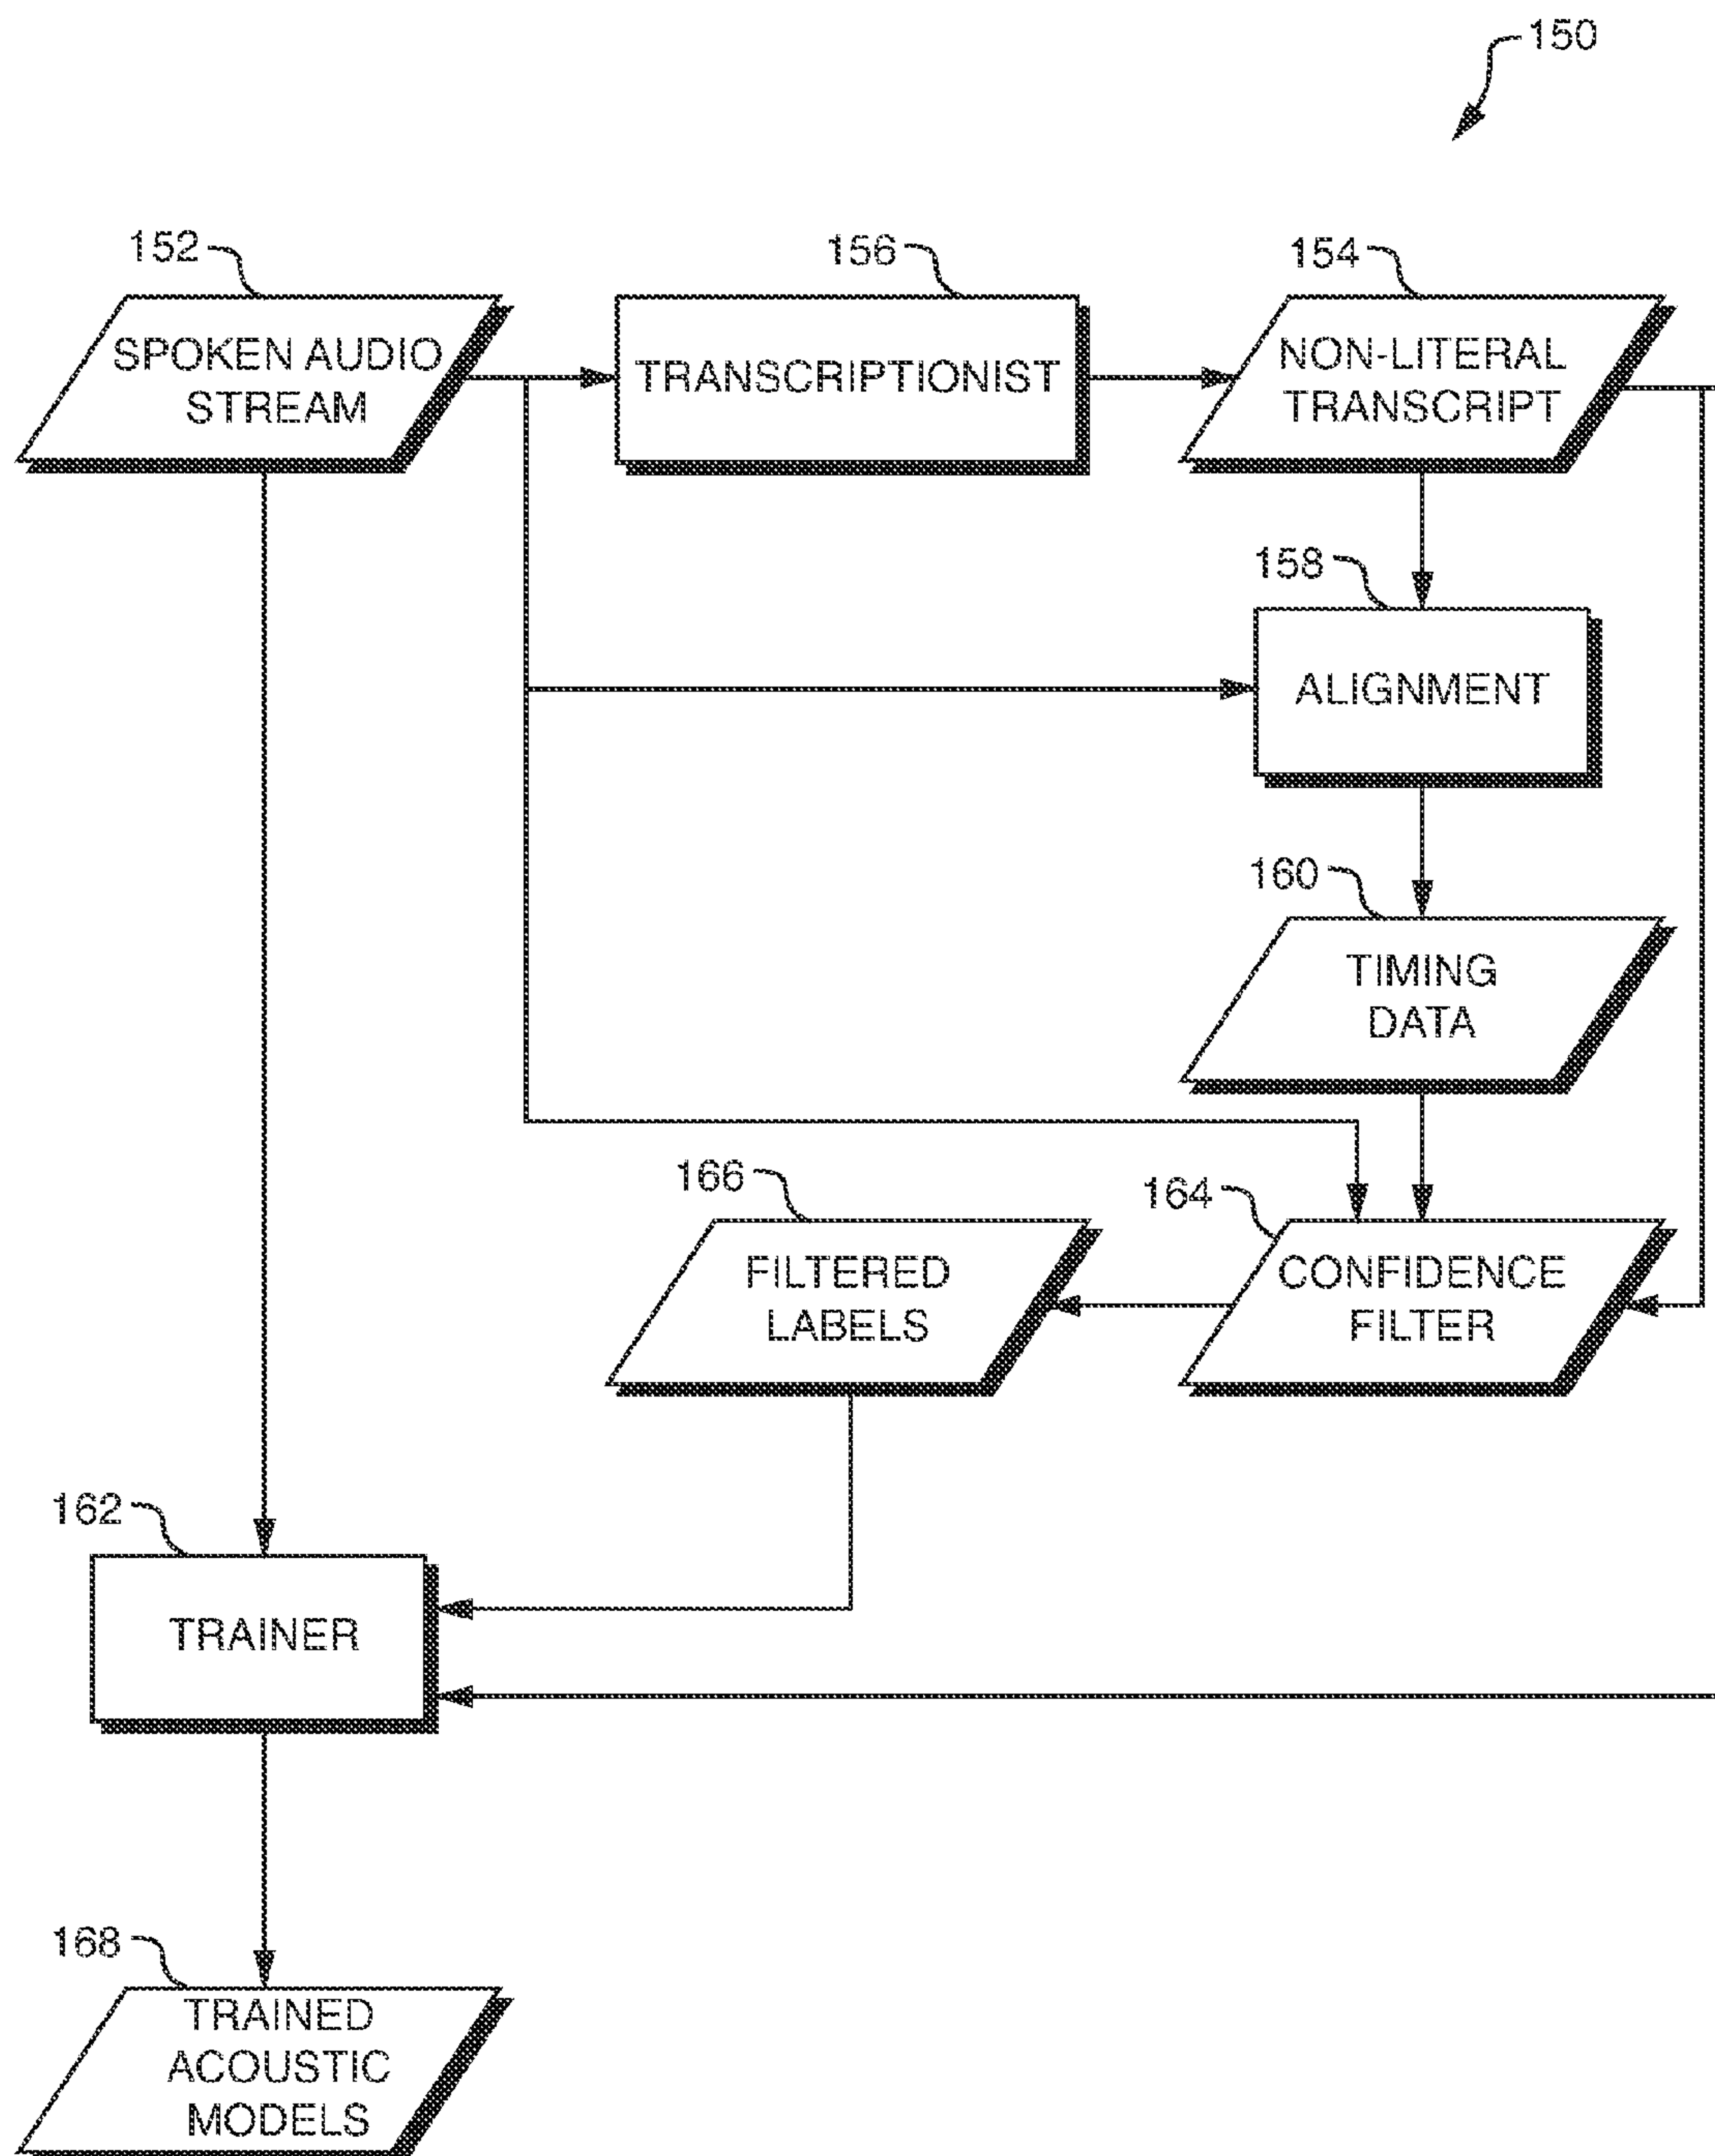 150
152
156
154
SPOKEN AUDIO
STREAM
TRANSCRIPTIONIST
NON-LITERAL
TRANSCRIPT
158
ALIGNMENT
160
TIMING
DATA
166
164
FILTERED
LABELS
CONFIDENCE
FILTER
162
TRAINER
168
TRAINED
ACOUSTIC
MODELS